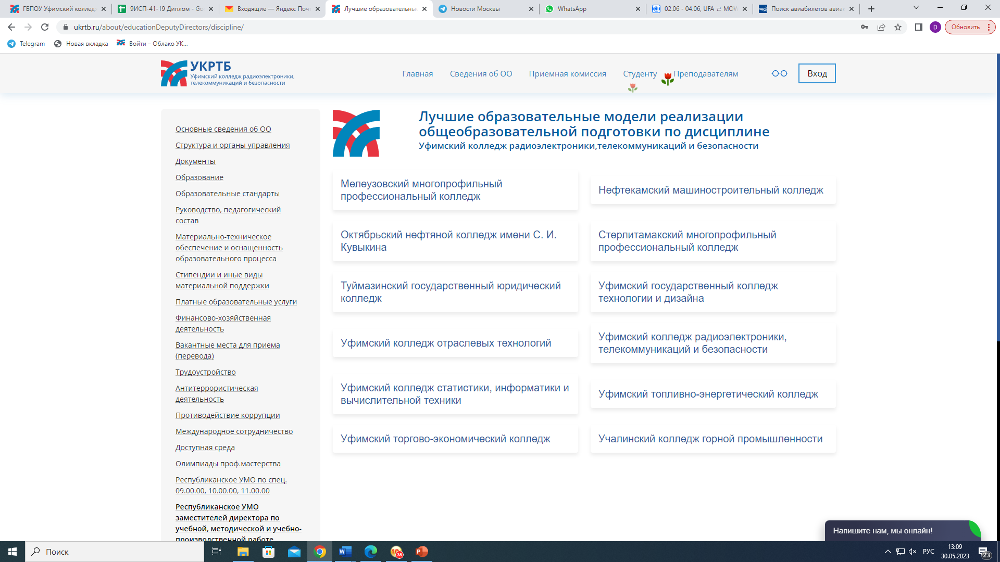 ГБПОУ Уфимский коллед
9ИСП-41-19 Диплом - Go
Входящие — Яндекс Почт
Лучшие образовательны
Новости Москвы
WhatsApp
02.06 - 04.06, UFA ⇄ MOW
Поиск авиабилетов авиа
ukrtb.ru/about/educationDeputyDirectors/discipline/
D
Обновить
Telegram
Новая вкладка
Войти – Облако УК...
УКРТБ
Уфимский колледж радиоэлектроники,
телекоммуникаций и безопасности
Главная
Сведения об ОО
Приемная комиссия
Студенту
Преподавателям
Вход
Основные сведения об ОО
Структура и органы управления
Документы
Образование
Образовательные стандарты
Руководство, педагогический
состав
Материально-техническое
обеспечение и оснащенность
образовательного процесса
Стипендии и иные виды
материальной поддержки
Платные образовательные услуги
Финансово-хозяйственная
деятельность
Вакантные места для приема
(перевода)
Трудоустройство
Антитеррористическая
деятельность
Противодействие коррупции
Международное сотрудничество
Доступная среда
Олимпиады проф.мастерства
Республиканское УМО по спец.
09.00.00, 10.00.00, 11.00.00
Республиканское УМО
заместителей директора по
учебной, методической и учебно-
производственной работе
Лучшие образовательные модели реализации
общеобразовательной подготовки по дисциплине
Уфимский колледж радиоэлектроники,телекоммуникаций и безопасности
Мелеузовский многопрофильный
профессиональный колледж
Нефтекамский машиностроительный колледж
Октябрьский нефтяной колледж имени С. И.
Кувыкина
Стерлитамакский многопрофильный
профессиональный колледж
Туймазинский государственный юридический
колледж
Уфимский государственный колледж
технологии и дизайна
Уфимский колледж отраслевых технологий
Уфимский колледж радиоэлектроники,
телекоммуникаций и безопасности
Уфимский колледж статистики, информатики и
вычислительной техники
Уфимский топливно-энергетический колледж
Уфимский торгово-экономический колледж
Учалинский колледж горной промышленности
Напишите нам, мы онлайн!
Поиск
38
РУС
13:09
30.05.2023
23